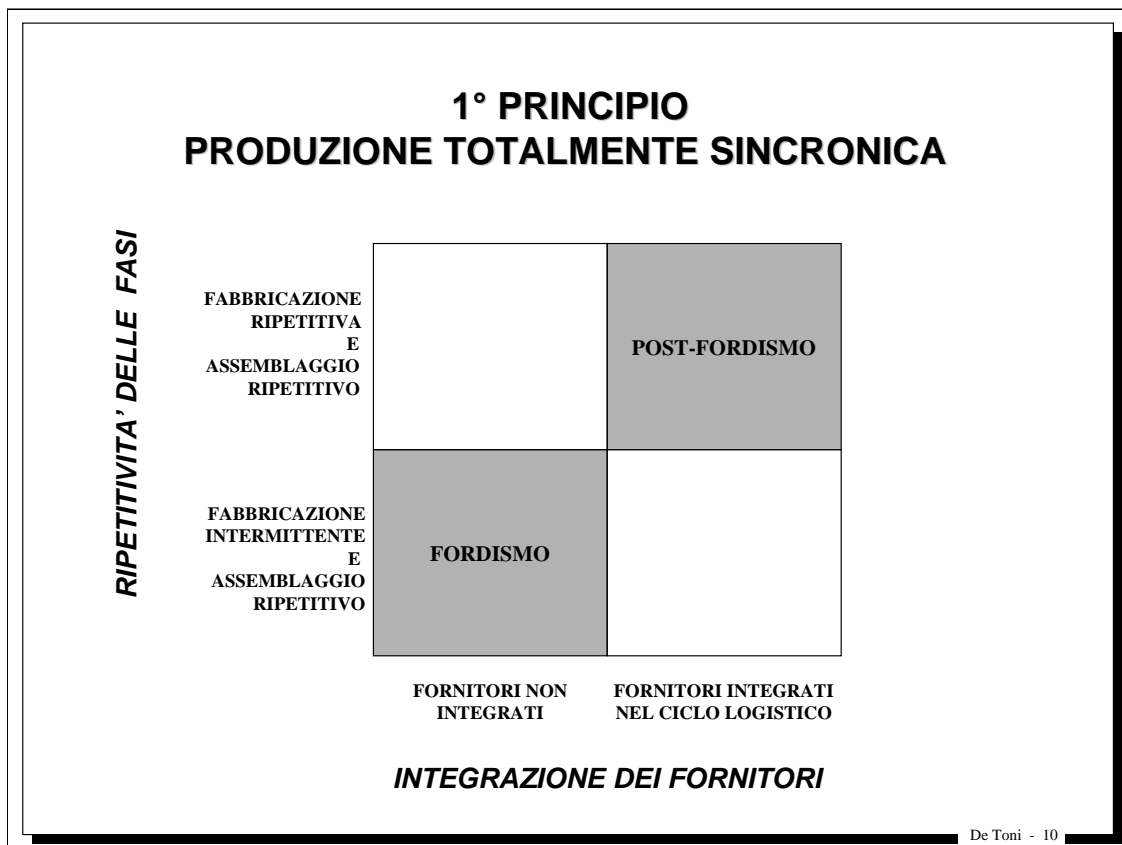 1° PRINCIPIO
PRODUZIONE TOTALMENTE SINCRONICA
RIPETITIVITA' DELLE FASI
FABBRICAZIONE
RIPETITIVA
E
ASSEMBLAGGIO
RIPETITIVO
POST-FORDISMO
FABBRICAZIONE
INTERMITTENTE
E
ASSEMBLAGGIO
RIPETITIVO
FORDISMO
FORNITORI NON
INTEGRATI
FORNITORI INTEGRATI
NEL CICLO LOGISTICO
INTEGRAZIONE DEI FORNITORI
De Toni - 10